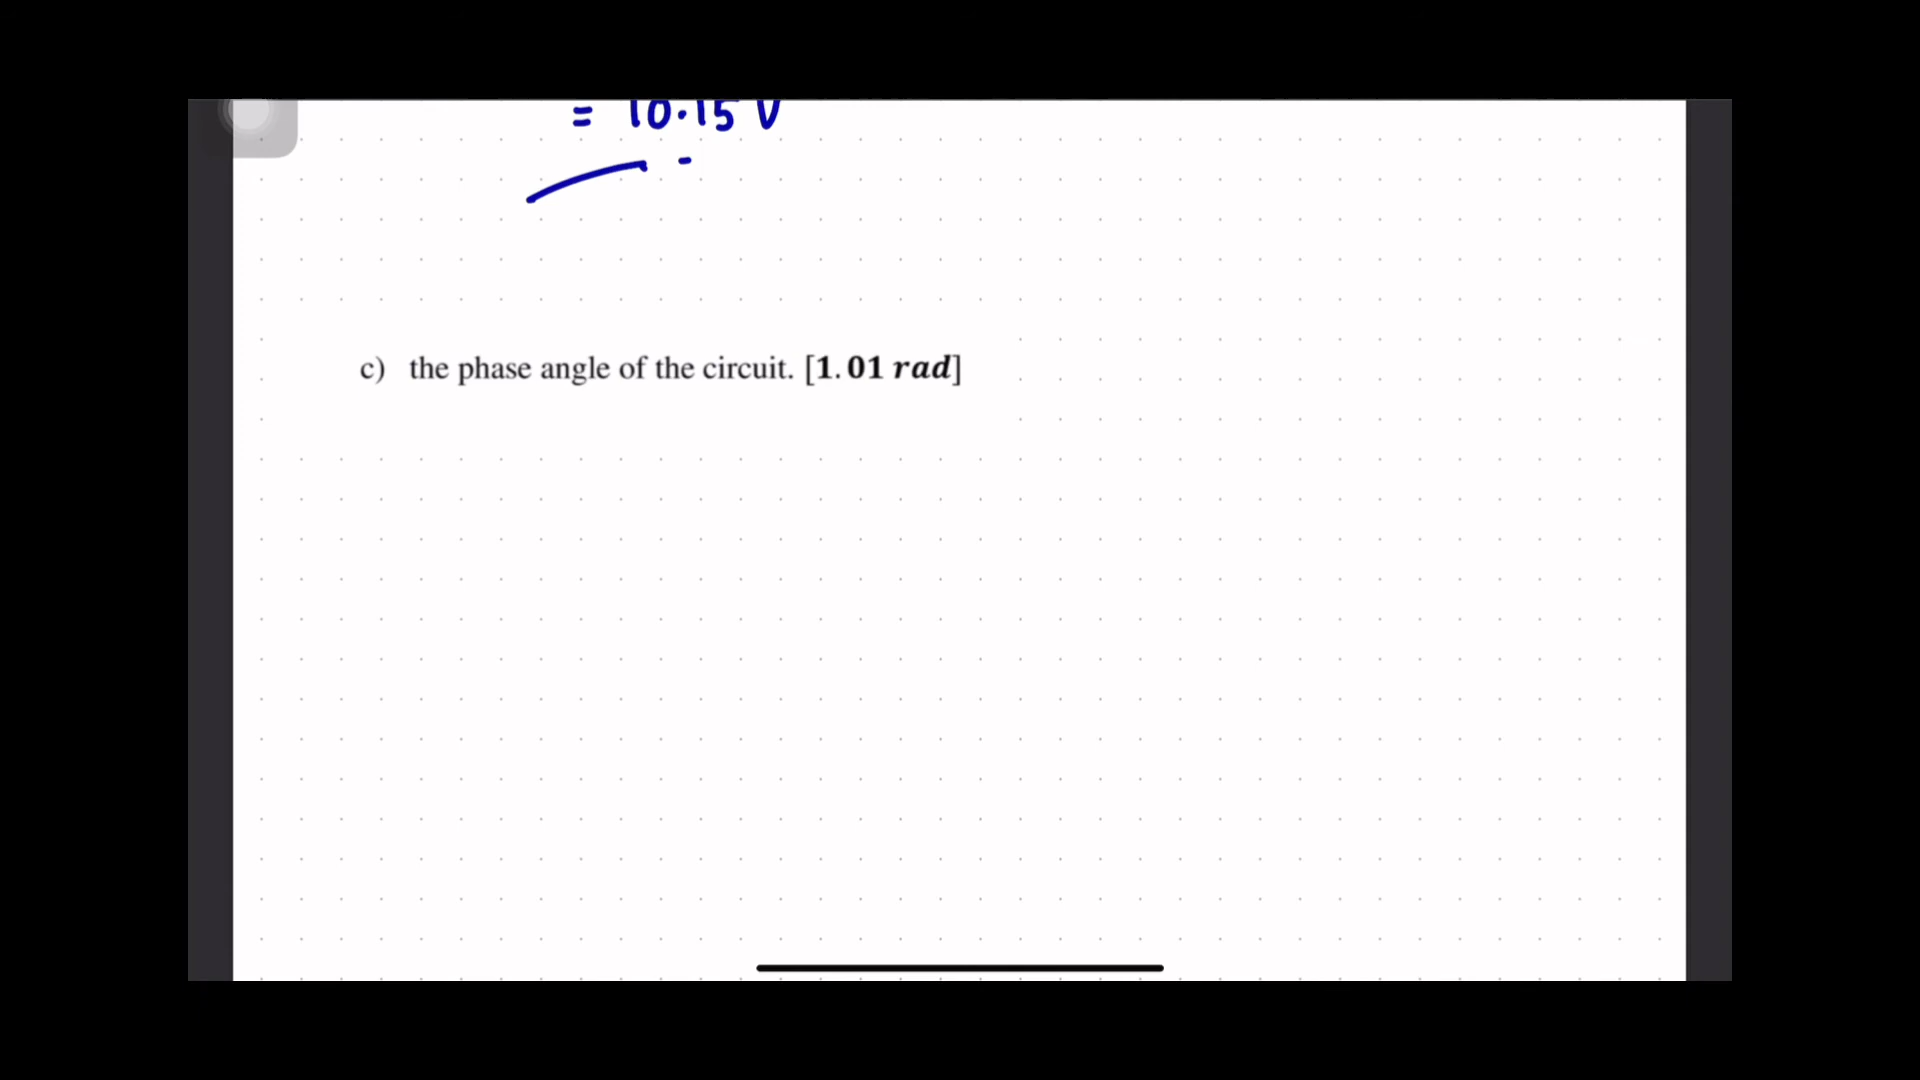 = 10.15 V
c) the phase angle of the circuit. [1.01 rad]